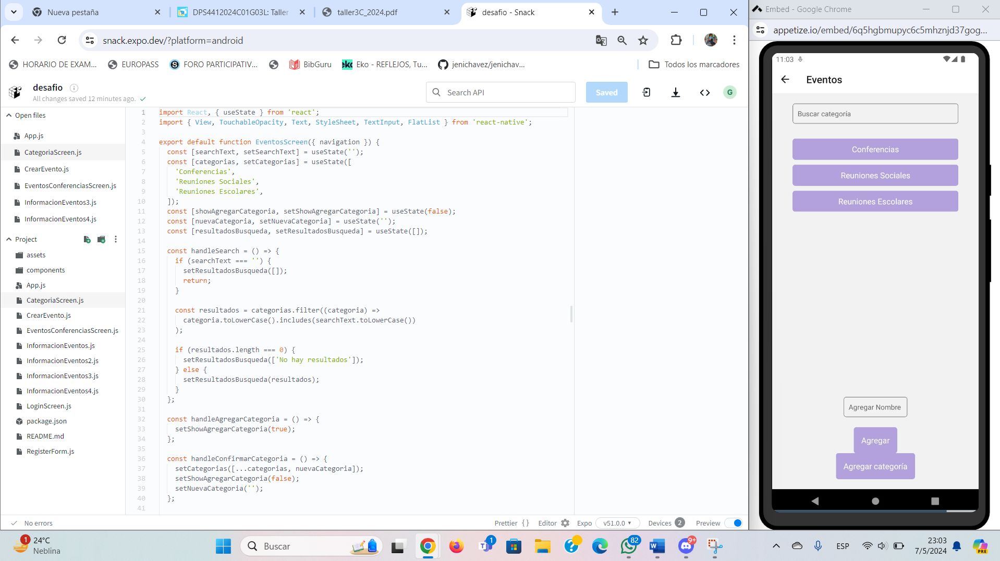 Nueva pestaña
DPS4412024C01G03L: Taller
taller3C_2024.pdf
desafio - Snack
Embed - Google Chrome
snack.expo.dev/?platform=android
appetize.io/embed/6q5hgbmupyc6c5mhznjd37gog...
HORARIO DE EXAM...
EUROPASS
FORO PARTICIPATIV...
BibGuru
eko
Eko - REFLEJOS, Tu...
jenichavez/jenichav...
Todos los marcadores
desafio
All changes saved 12 minutes ago.
Search API
Saved
G
Open files
App.js
CategoriaScreen.js
CrearEvento.js
EventosConferenciasScreen.js
InformacionEventos3.js
InformacionEventos4.js
Project
assets
components
App.js
CategoriaScreen.js
CrearEvento.js
EventosConferenciasScreen.js
InformacionEventos.js
InformacionEventos2.js
InformacionEventos3.js
InformacionEventos4.js
LoginScreen.js
package.json
README.md
RegisterForm.js
1 import React, { useState } from 'react';
2 import { View, TouchableOpacity, Text, StyleSheet, TextInput, FlatList } from 'react-native';
3
4 export default function EventosScreen({ navigation }) {
5 const [searchText, setSearchText] = useState('');
6 const [categorias, setCategorias] = useState([
7 'Conferencias',
8 'Reuniones Sociales',
9 'Reuniones Escolares',
10 ]);
11 const [showAgregarCategoria, setShowAgregarCategoria] = useState(false);
12 const [nuevaCategoria, setNuevaCategoria] = useState('');
13 const [resultadosBusqueda, setResultadosBusqueda] = useState([]);
14
15 const handleSearch = () => {
16 if (searchText === '') {
17 setResultadosBusqueda([]);
18 return;
19 }
20
21 const resultados = categorias.filter((categoria) =>
22 categoria.toLowerCase().includes(searchText.toLowerCase())
23 );
24
25 if (resultados.length === 0) {
26 setResultadosBusqueda(['No hay resultados']);
27 } else {
28 setResultadosBusqueda(resultados);
29 }
30 };
31
32 const handleAgregarCategoria = () => {
33 setShowAgregarCategoria(true);
34 };
35
36 const handleConfirmarCategoria = () => {
37 setCategorias([...categorias, nuevaCategoria]);
38 setShowAgregarCategoria(false);
39 setNuevaCategoria('');
40 };
41
11:03
Eventos
Buscar categoría
Conferencias
Reuniones Sociales
Reuniones Escolares
Agregar Nombre
Agregar
Agregar categoría
No errors
Prettier {}
Editor
Expo
v51.0.0
Devices 2
Preview
1
24°C
Neblina
Buscar
1
82
9+
ESP
23:03
7/5/2024
PRE